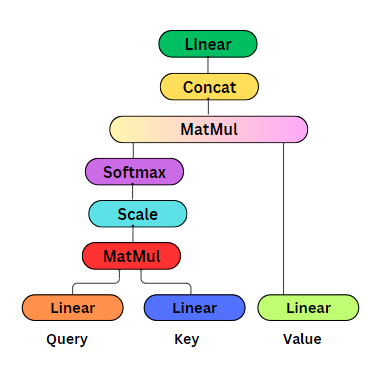 Linear
Concat
MatMul
Softmax
Scale
MatMul
Linear Linear Linear
Query Key Value